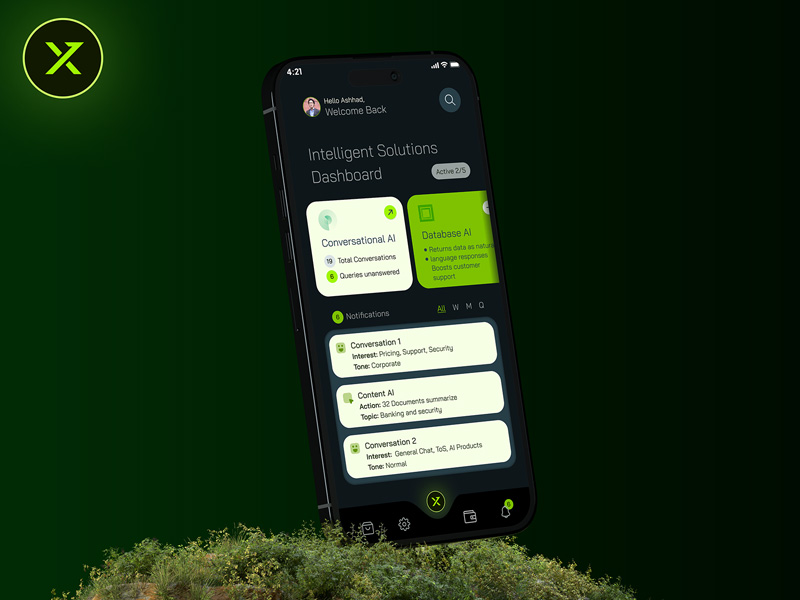 4:21
Hello Ashhad,
Welcome Back
Intelligent Solutions
Dashboard
Active 2/5
Conversational AI
19 Total Conversations
6 Queries unanswered
Database AI
Returns data as
language responses
Boosts customer
support
6 Notifications
All W M Q
Conversation 1
Interest: Pricing, Support, Security
Tone: Corporate
Content AI
Action: 32 Documents summarize
Topic: Banking and security
Conversation 2
Interest: General Chat, ToS, AI Products
Tone: Normal
6